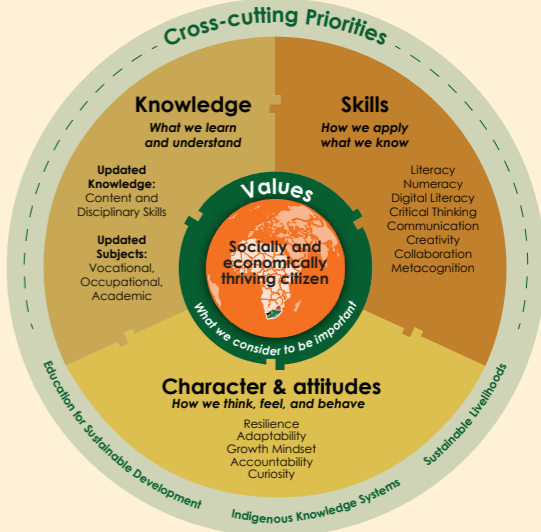 Cross-cutting Priorities
Knowledge
What we learn
and understand
Updated
Knowledge:
Content and
Disciplinary Skills
Updated
Subjects:
Vocational,
Occupational,
Academic
Skills
How we apply
what we know
Literacy
Numeracy
Digital Literacy
Critical Thinking
Communication
Creativity
Collaboration
Metacognition
Values
Socially and
economically
thriving citizen
What we consider to be important
Character & attitudes
How we think, feel, and behave
Resilience
Adaptability
Growth Mindset
Accountability
Curiosity
Education for Sustainable Development
Indigenous Knowledge Systems
Sustainable Livelihoods